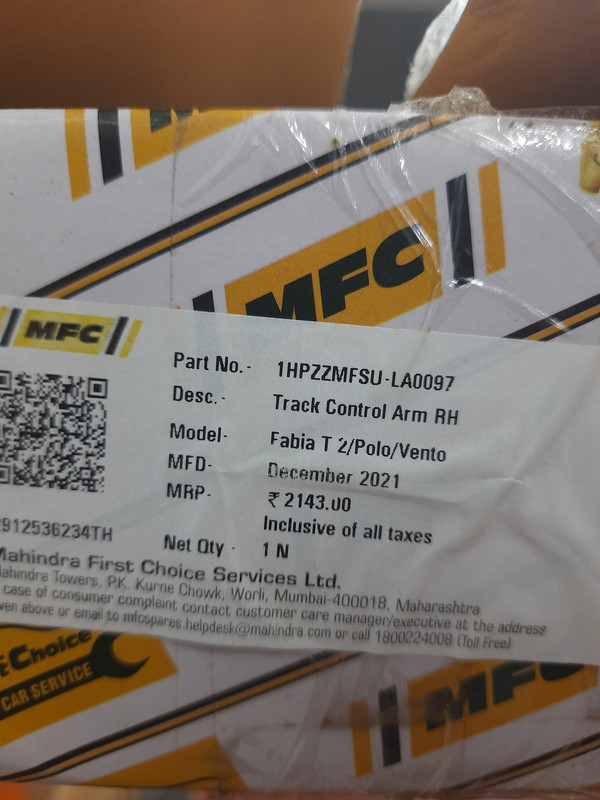 MFC
MFC
Part No.- 1HPZZMFSU-LA0097
Desc.- Track Control Arm RH
Model- Fabia T 2/Polo/Vento
MFD- December 2021
MRP- ₹ 2143.00
Inclusive of all taxes
Net Qty - 1 N
912536234TH
Mahindra First Choice Services Ltd.
Mahindra Towers, P.K. Kurne Chowk, Worli, Mumbai-400018, Maharashtra
case of consumer complaint contact customer care manager/executive at the address
ven above or email to mfcspares.helpdesk@mahindra.com or call 1800224008 (Toll Free)
t Choice
CAR SERVICE
MFC